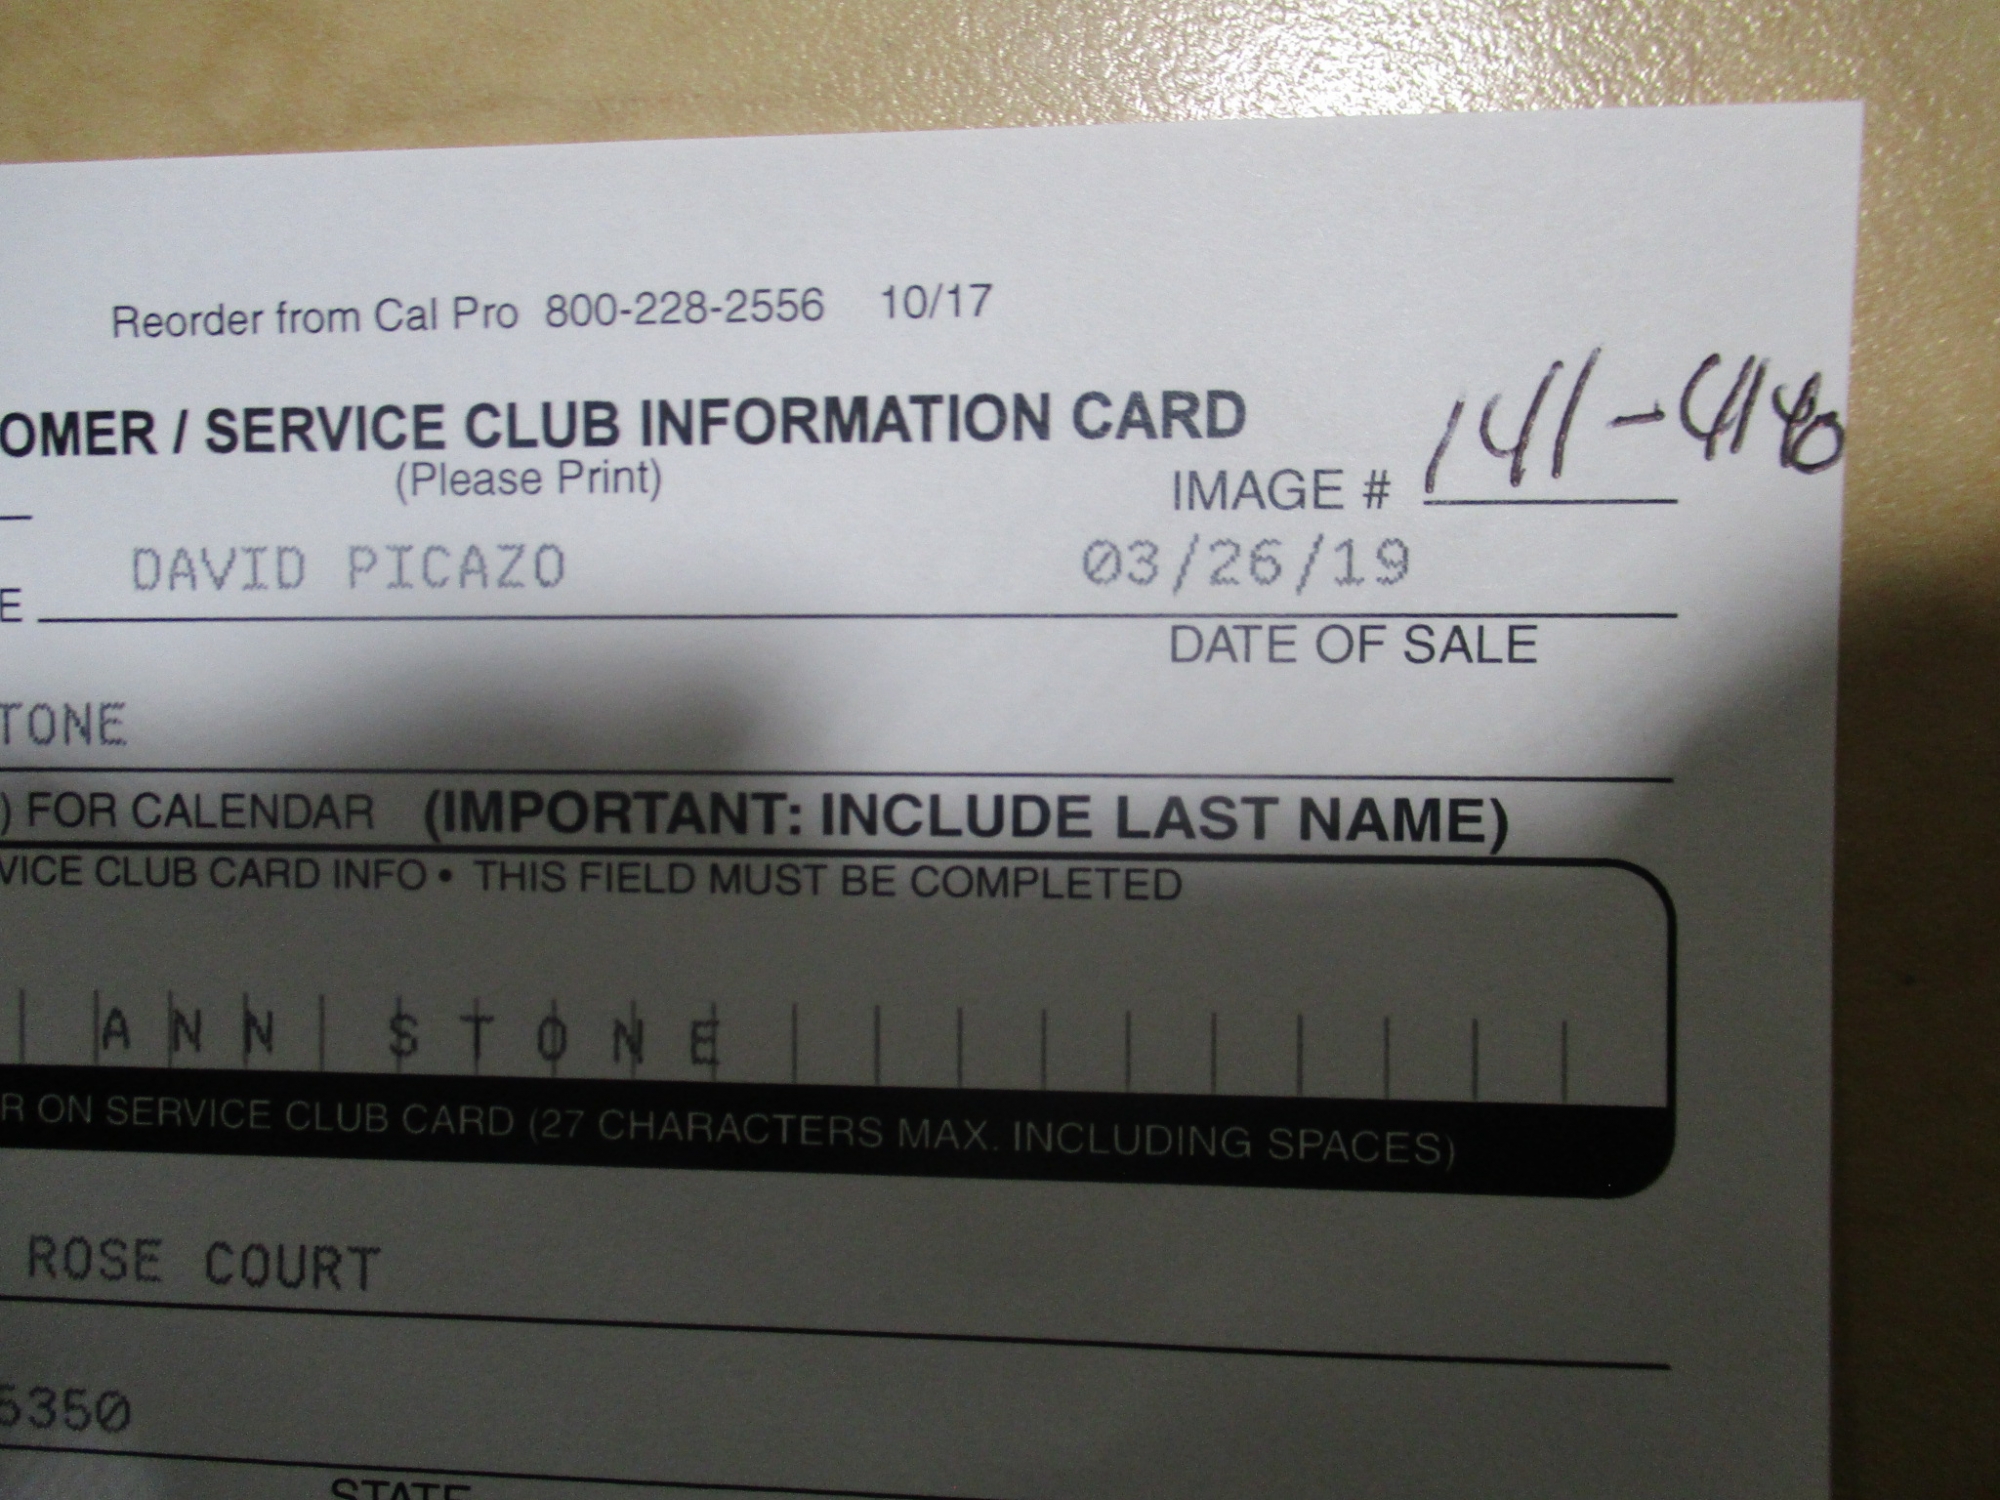 Reorder from Cal Pro 800-228-2556 10/17
OMER / SERVICE CLUB INFORMATION CARD
(Please Print)
IMAGE # 141-4140
DAVID PICAZO 03/26/19
E
DATE OF SALE
TONE
) FOR CALENDAR (IMPORTANT: INCLUDE LAST NAME)
VICE CLUB CARD INFO • THIS FIELD MUST BE COMPLETED
ANN STONE
R ON SERVICE CLUB CARD (27 CHARACTERS MAX. INCLUDING SPACES)
ROSE COURT
5350
STATE